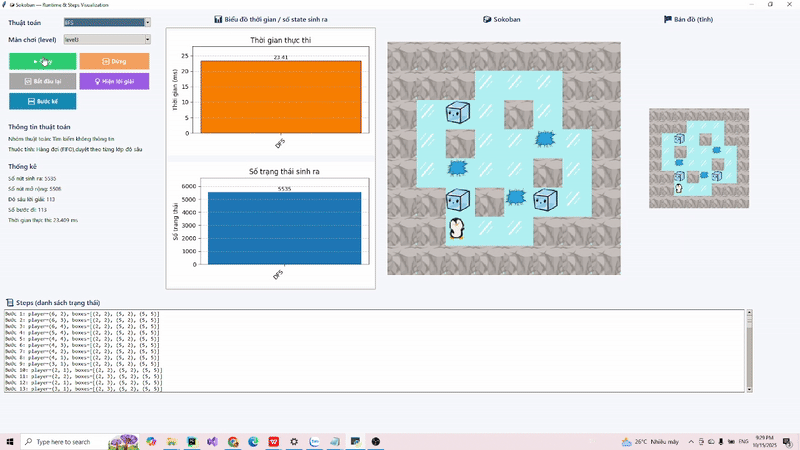 Sokoban — Runtime & Steps Visualization
Thuật toán: BFS
Màn chơi (level) level1
Chạy
Dừng
Bắt đầu lại
Hiện lời giải
Bước kế
Thông tin thuật toán
Nhóm thuật toán: Tìm kiếm không thông tin
Thuộc tính: Hàng đợi (FIFO), duyệt theo từng lớp độ sâu
Thống kê
Số nút sinh ra: 5535
Số nút mở rộng: 5508
Độ sâu lời giải: 113
Số bước đi: 113
Thời gian thực thi: 23.409 ms
Biểu đồ thời gian / số state sinh ra
Thời gian thực thi
23.41
25
20
15
10
5
0
Thời gian (ms)
DFS
Số trạng thái sinh ra
5535
6000
5000
4000
3000
2000
1000
0
Số trạng thái
DFS
Sokoban
Bản đồ (tĩnh)
Steps (danh sách trạng thái)
Bước 1: player=(6, 2), boxes=[(2, 2), (5, 2), (5, 5)]
Bước 2: player=(6, 3), boxes=[(2, 2), (5, 2), (5, 5)]
Bước 3: player=(6, 4), boxes=[(2, 2), (5, 2), (5, 5)]
Bước 4: player=(5, 4), boxes=[(2, 2), (5, 2), (5, 5)]
Bước 5: player=(4, 4), boxes=[(2, 2), (5, 2), (5, 5)]
Bước 6: player=(4, 3), boxes=[(2, 2), (5, 2), (5, 5)]
Bước 7: player=(4, 2), boxes=[(2, 2), (5, 2), (5, 5)]
Bước 8: player=(4, 1), boxes=[(2, 2), (5, 2), (5, 5)]
Bước 9: player=(3, 1), boxes=[(2, 2), (5, 2), (5, 5)]
Bước 10: player=(2, 1), boxes=[(2, 2), (5, 2), (5, 5)]
Bước 11: player=(2, 2), boxes=[(2, 3), (5, 2), (5, 5)]
Bước 12: player=(2, 1), boxes=[(2, 3), (5, 2), (5, 5)]
Bước 13: player=(3, 1), boxes=[(2, 3), (5, 2), (5, 5)]
Type here to search
26°C Nhiều mây
ENG
9:29 PM
10/19/2025